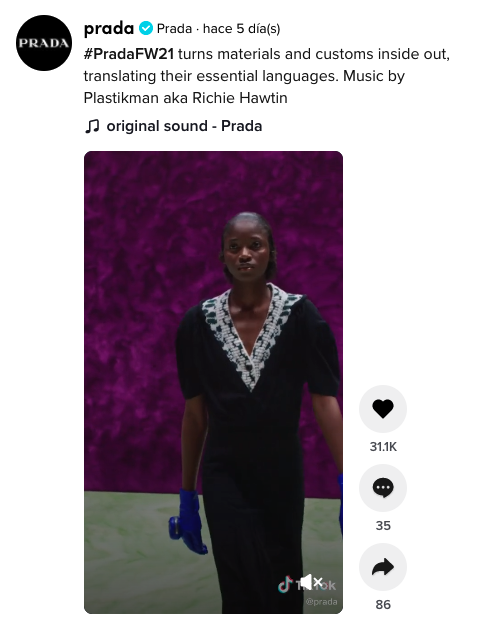 PRADA
prada Prada · hace 5 día(s)
#PradaFW21 turns materials and customs inside out,
translating their essential languages. Music by
Plastikman aka Richie Hawtin
original sound - Prada
31.1K
35
86
TikTok
@prada